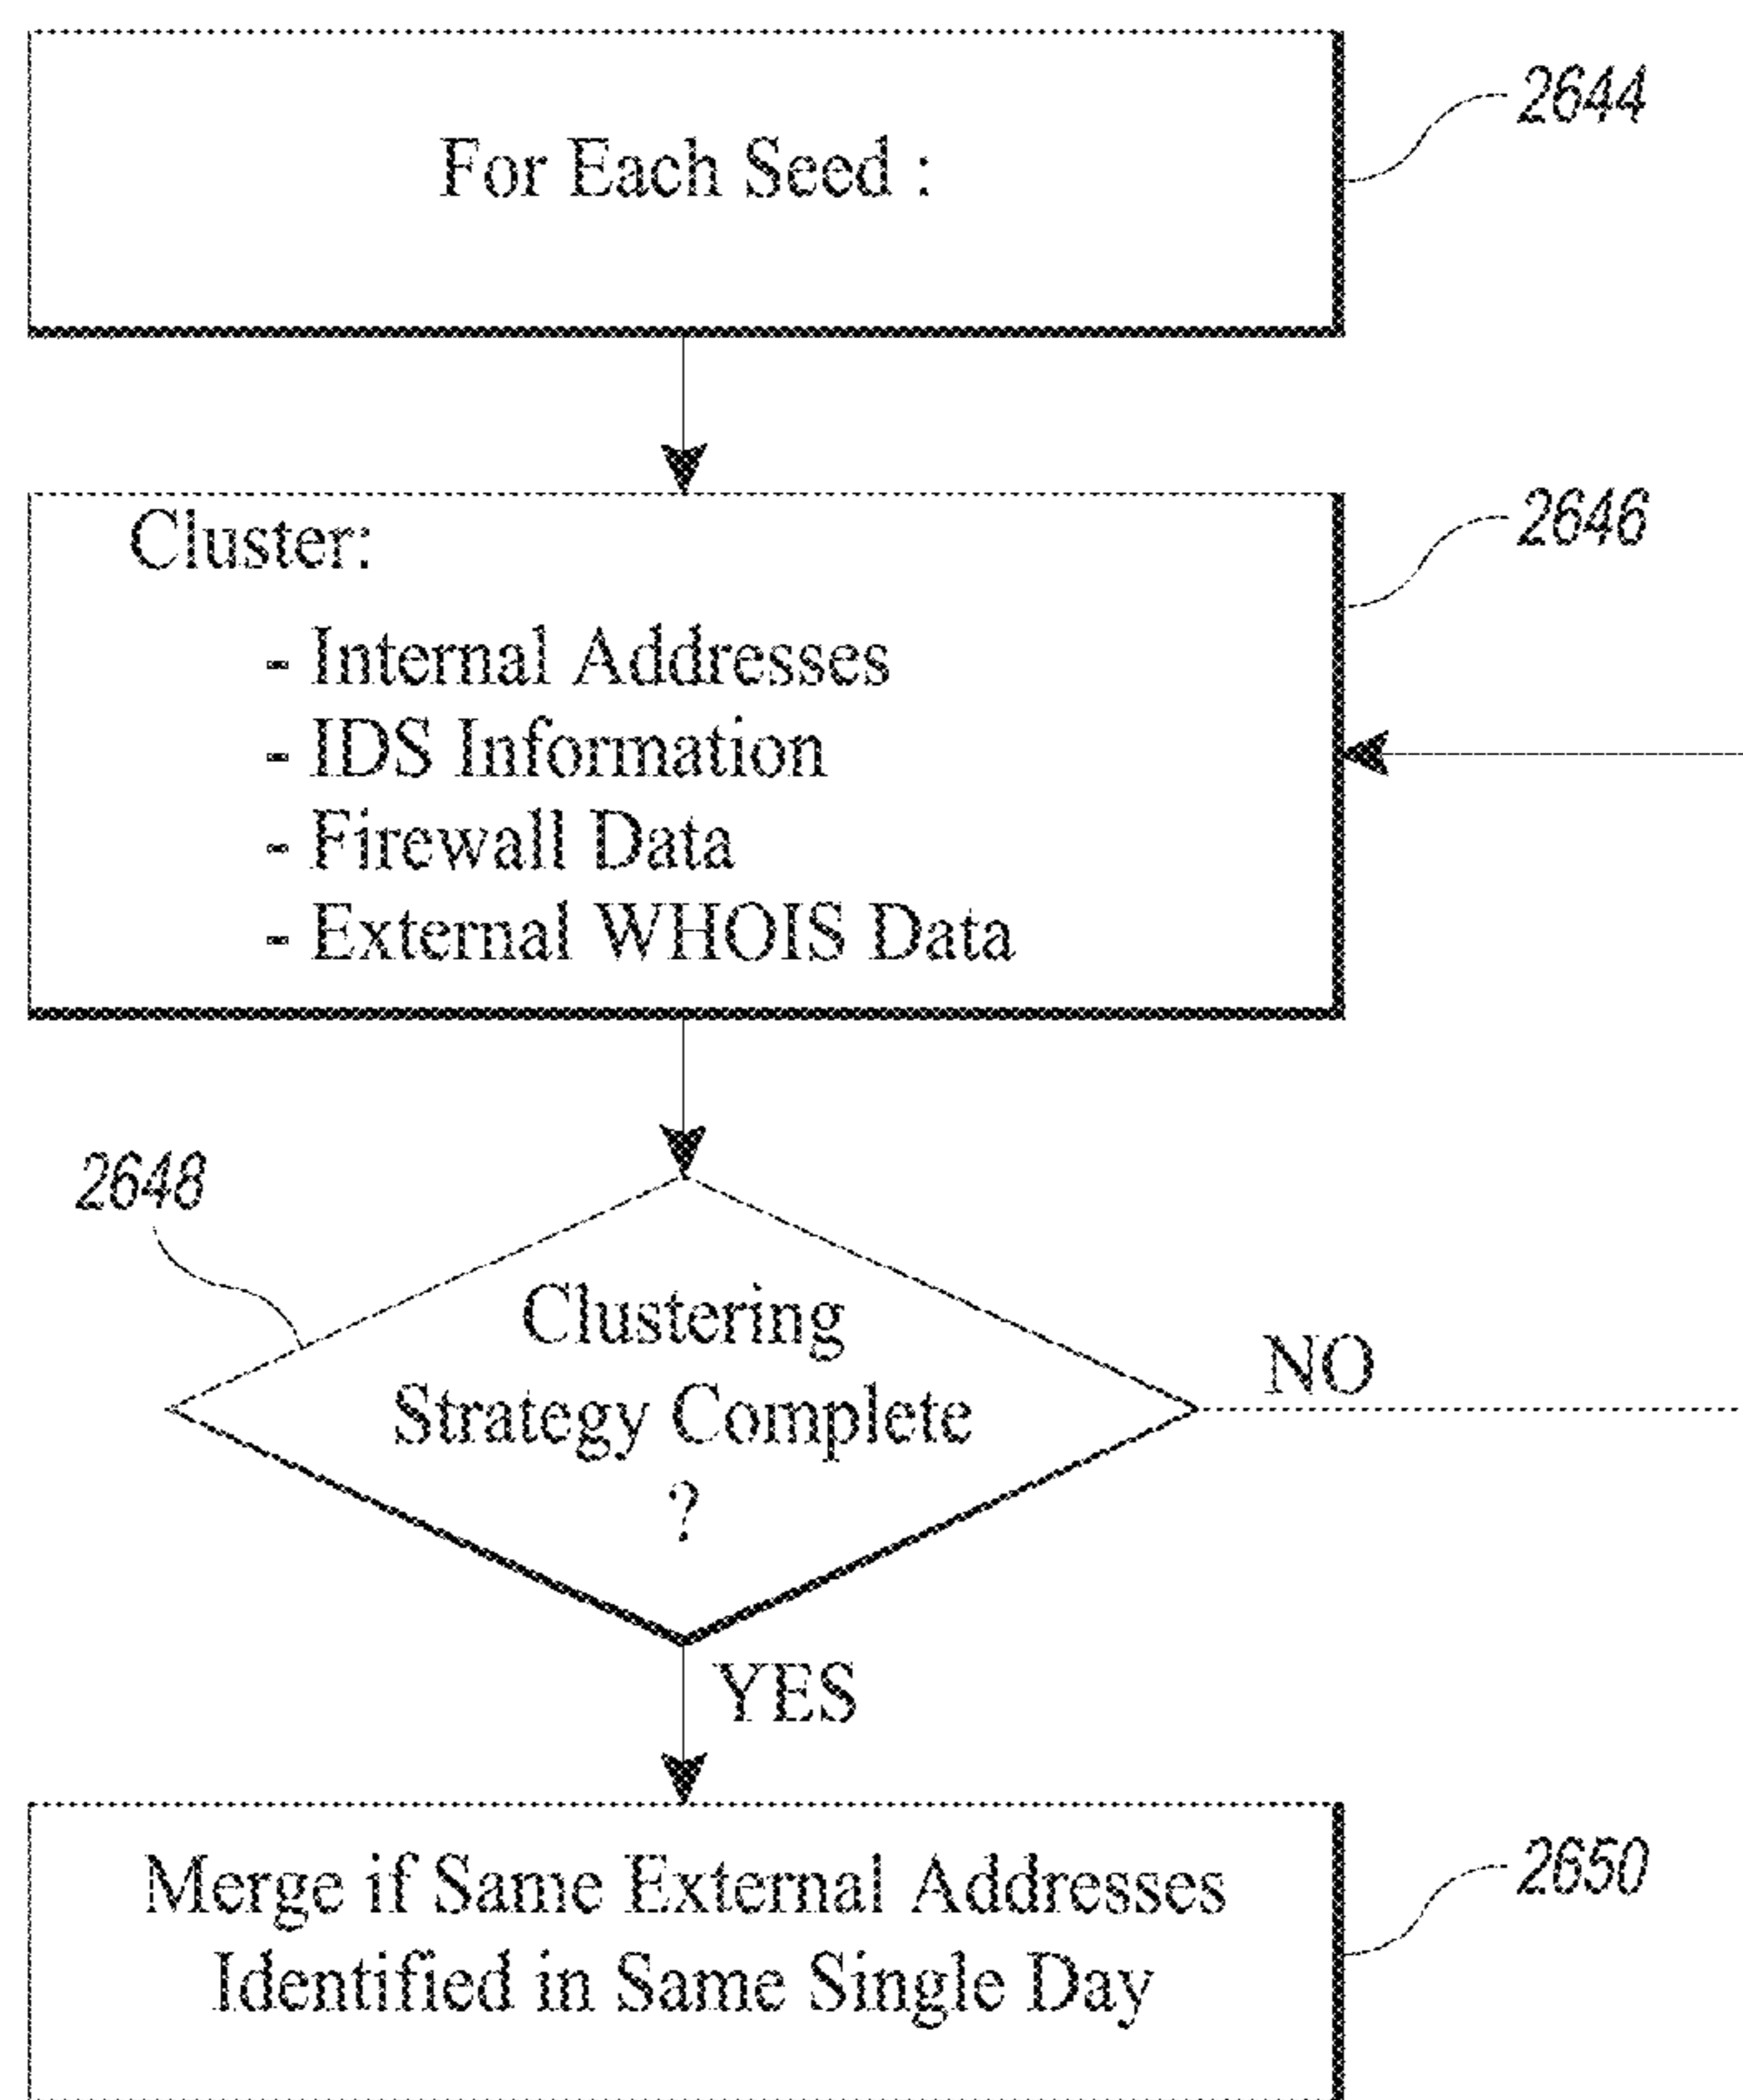 2644
For Each Seed :
2646
Cluster:
- Internal Addresses
- IDS Information
- Firewall Data
- External WHOIS Data
2648
Clustering
Strategy Complete
?
NO
YES
2650
Merge if Same External Addresses
Identified in Same Single Day